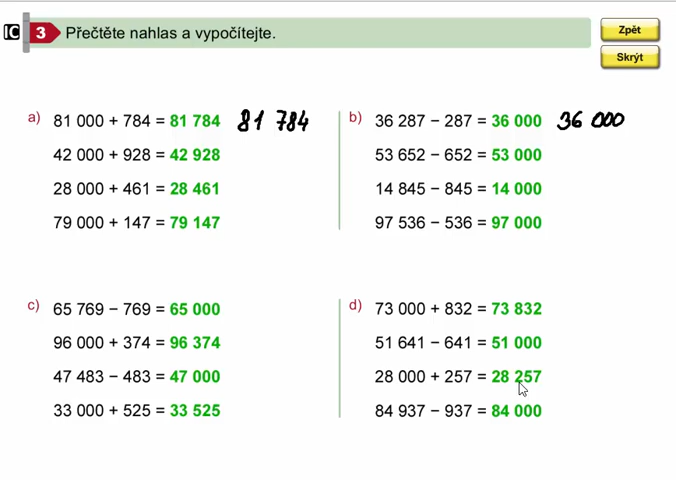 IC 3 Přečtěte nahlas a vypočítejte.
Zpět
Skrýt
a) 81 000 + 784 = 81 784 81 784
42 000 + 928 = 42 928
28 000 + 461 = 28 461
79 000 + 147 = 79 147
b) 36 287 − 287 = 36 000 36 000
53 652 − 652 = 53 000
14 845 − 845 = 14 000
97 536 − 536 = 97 000
c) 65 769 − 769 = 65 000
96 000 + 374 = 96 374
47 483 − 483 = 47 000
33 000 + 525 = 33 525
d) 73 000 + 832 = 73 832
51 641 − 641 = 51 000
28 000 + 257 = 28 257
84 937 − 937 = 84 000